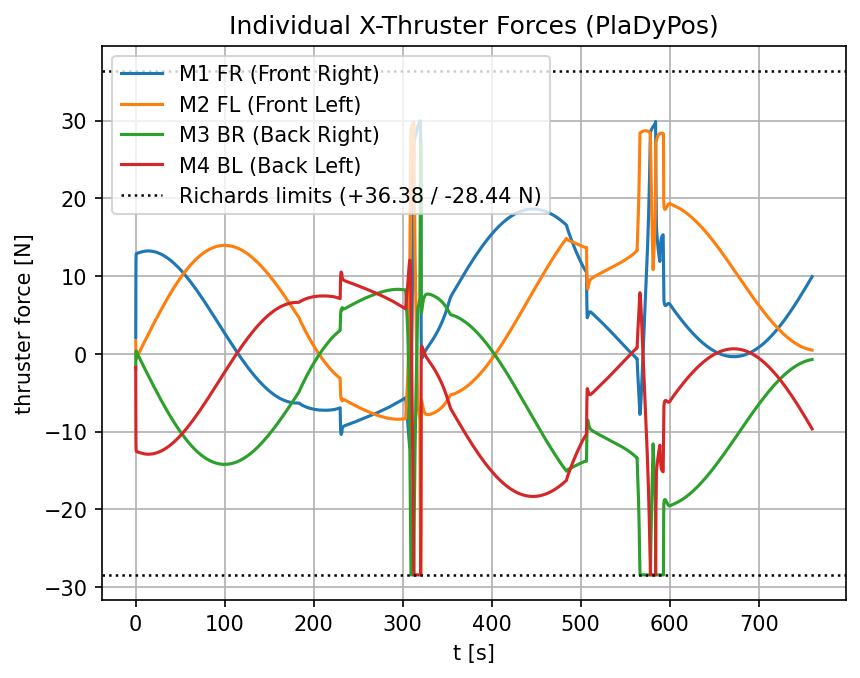 Individual X-Thruster Forces (PlaDyPos)
M1 FR (Front Right)
M2 FL (Front Left)
M3 BR (Back Right)
M4 BL (Back Left)
Richards limits (+36.38 / -28.44 N)
thruster force [N]
30
20
10
0
−10
−20
−30
0 100 200 300 400 500 600 700
t [s]